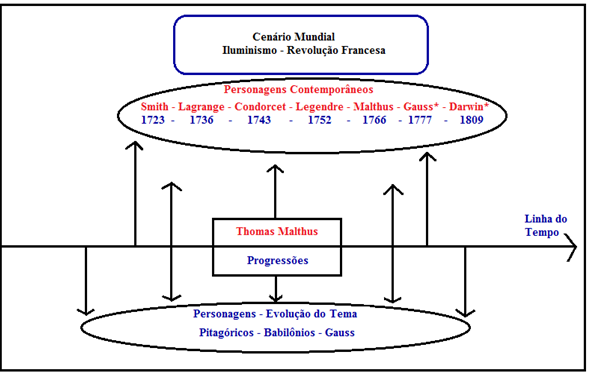 Cenário Mundial
Iluminismo - Revolução Francesa
Personagens Contemporâneos
Smith - Lagrange - Condorcet - Legendre - Malthus - Gauss* - Darwin*
1723 - 1736 - 1743 - 1752 - 1766 - 1777 - 1809
Linha do
Tempo
Thomas Malthus
Progressões
Personagens - Evolução do Tema
Pitagóricos - Babilônios - Gauss